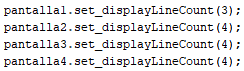 pantalla1.set_displayLineCount(3);
pantalla2.set_displayLineCount(4);
pantalla3.set_displayLineCount(4);
pantalla4.set_displayLineCount(4);